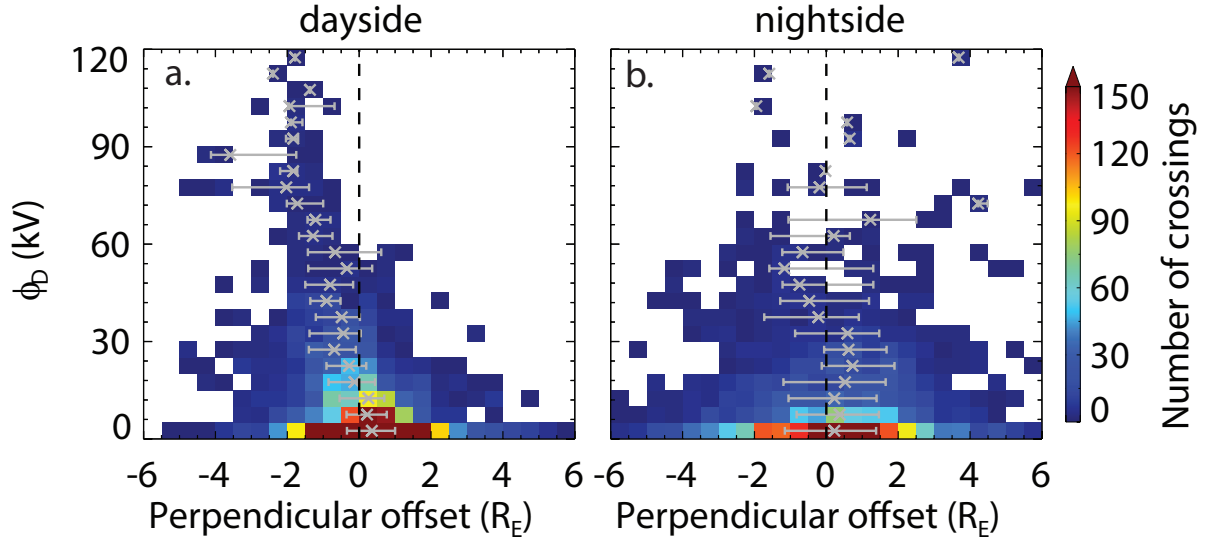 dayside
nightside
a.
b.
120
90
60
30
0
ϕD (kV)
-6 -4 -2 0 2 4 6
-6 -4 -2 0 2 4 6
Perpendicular offset (RE)
Perpendicular offset (RE)
150
120
90
60
30
0
Number of crossings